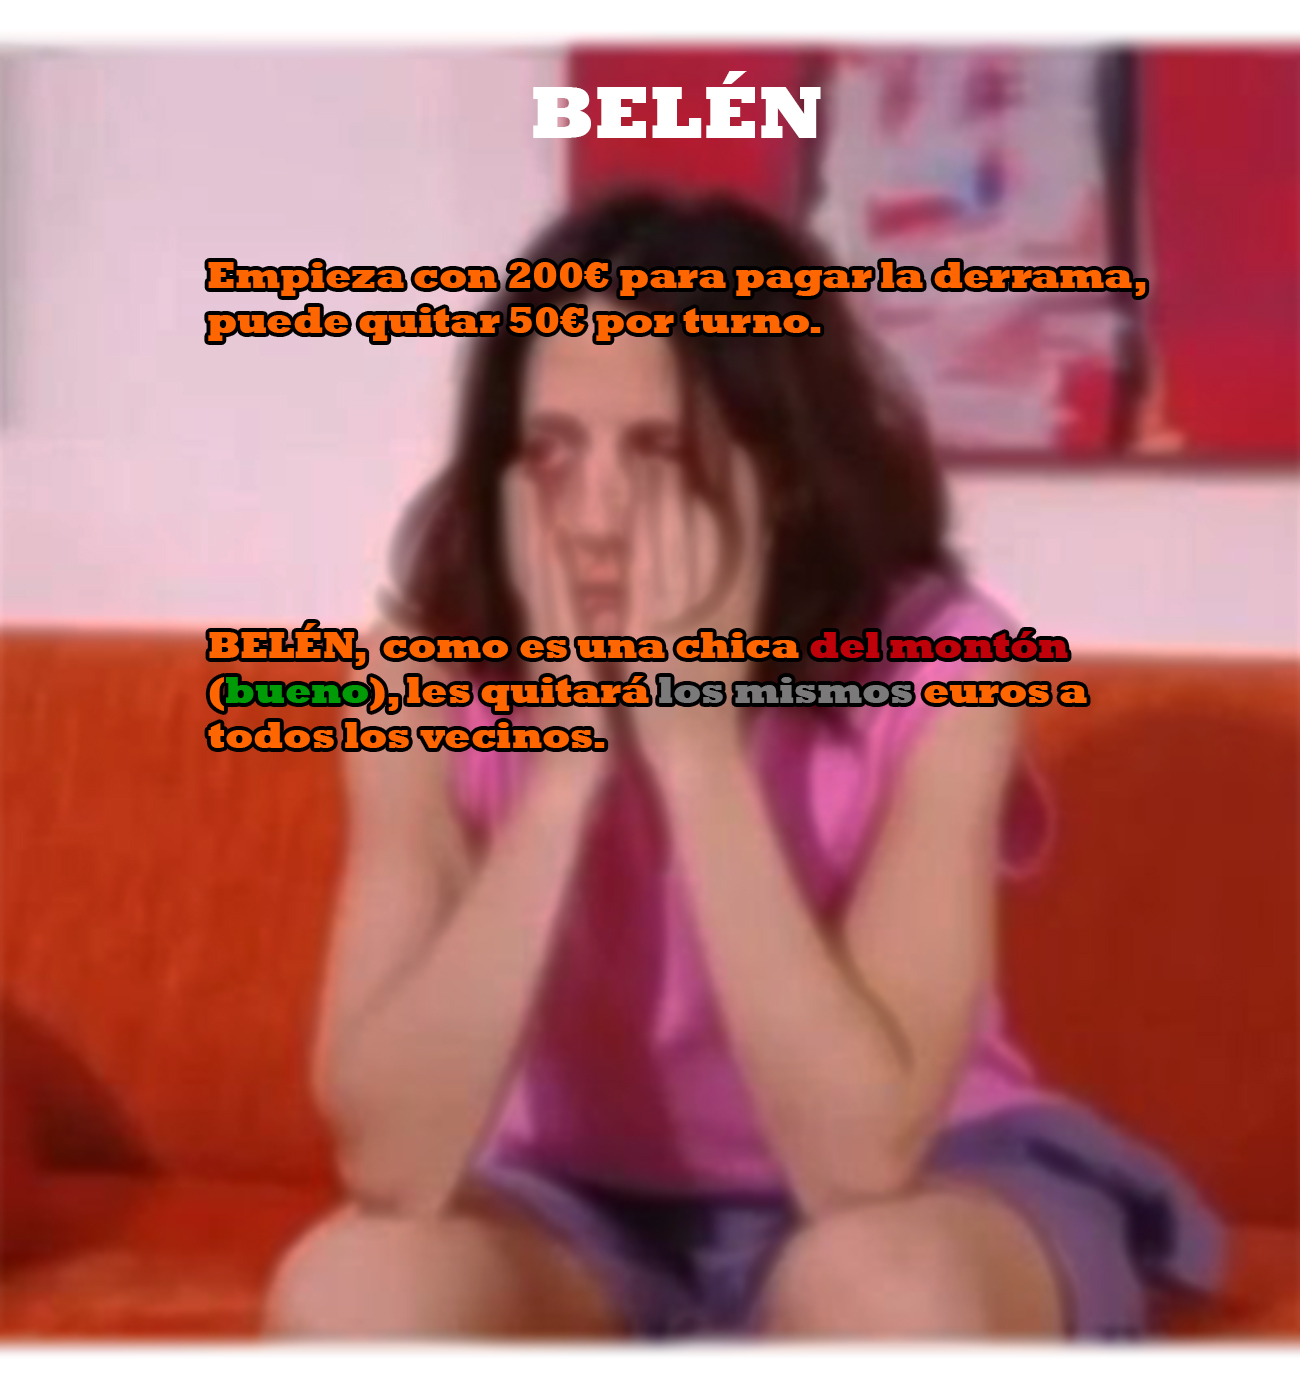 BELÉN
Empieza con 200€ para pagar la derrama,
puede quitar 50€ por turno.
BELÉN, como es una chica del montón
(bueno), les quitará los mismos euros a
todos los vecinos.